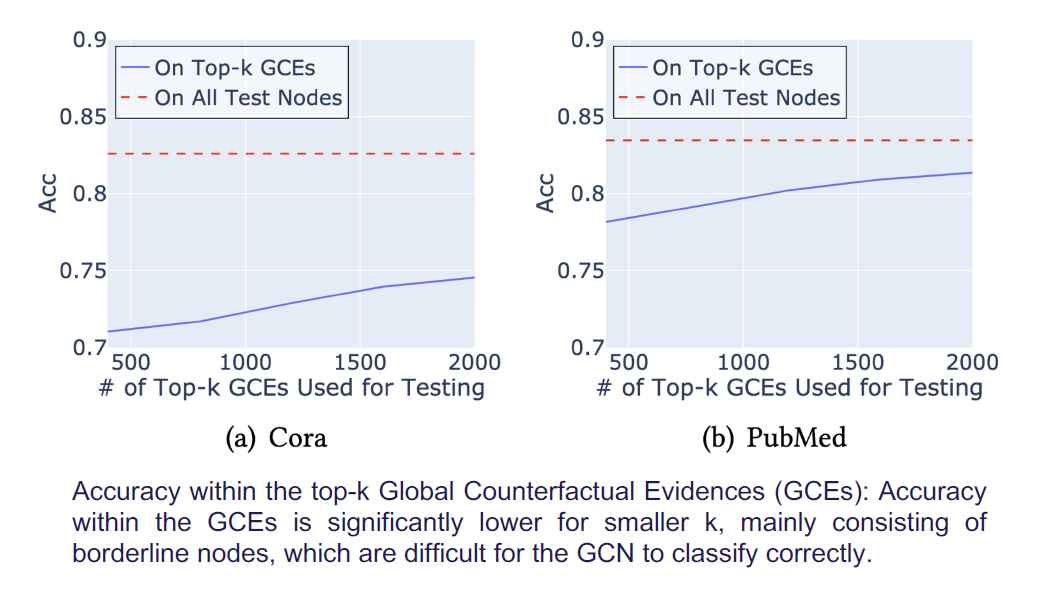 0.9
0.85
0.8
0.75
0.7
Acc
On Top-k GCEs
On All Test Nodes
500 1000 1500 2000
# of Top-k GCEs Used for Testing
(a) Cora
0.9
0.85
0.8
0.75
0.7
Acc
On Top-k GCEs
On All Test Nodes
500 1000 1500 2000
# of Top-k GCEs Used for Testing
(b) PubMed
Accuracy within the top-k Global Counterfactual Evidences (GCEs): Accuracy
within the GCEs is significantly lower for smaller k, mainly consisting of
borderline nodes, which are difficult for the GCN to classify correctly.